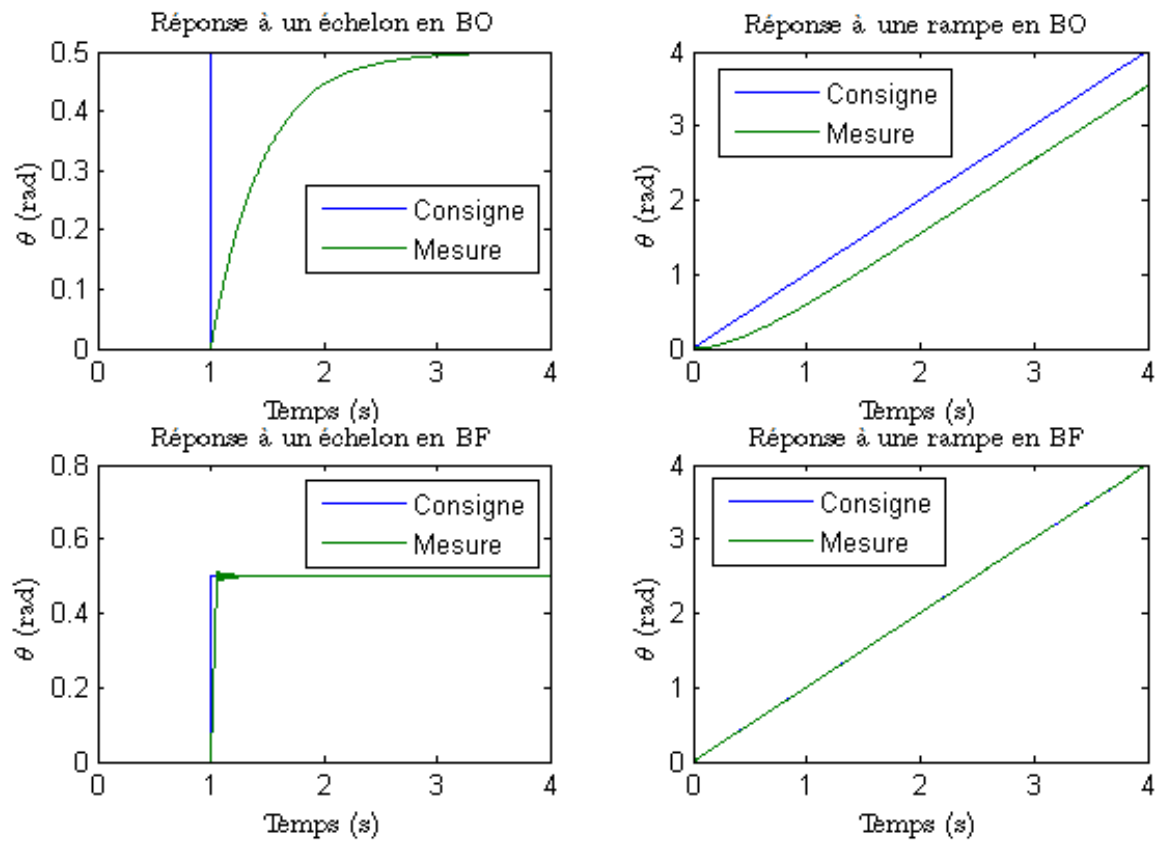 Réponse à un échelon en BO
0.5
0.4
0.3
0.2
0.1
0
θ (rad)
Consigne
Mesure
0 1 2 3 4
Temps (s)
Réponse à une rampe en BO
4
3
2
1
0
θ (rad)
Consigne
Mesure
0 1 2 3 4
Temps (s)
Réponse à un échelon en BF
0.8
0.6
0.4
0.2
0
θ (rad)
Consigne
Mesure
0 1 2 3 4
Temps (s)
Réponse à une rampe en BF
4
3
2
1
0
θ (rad)
Consigne
Mesure
0 1 2 3 4
Temps (s)